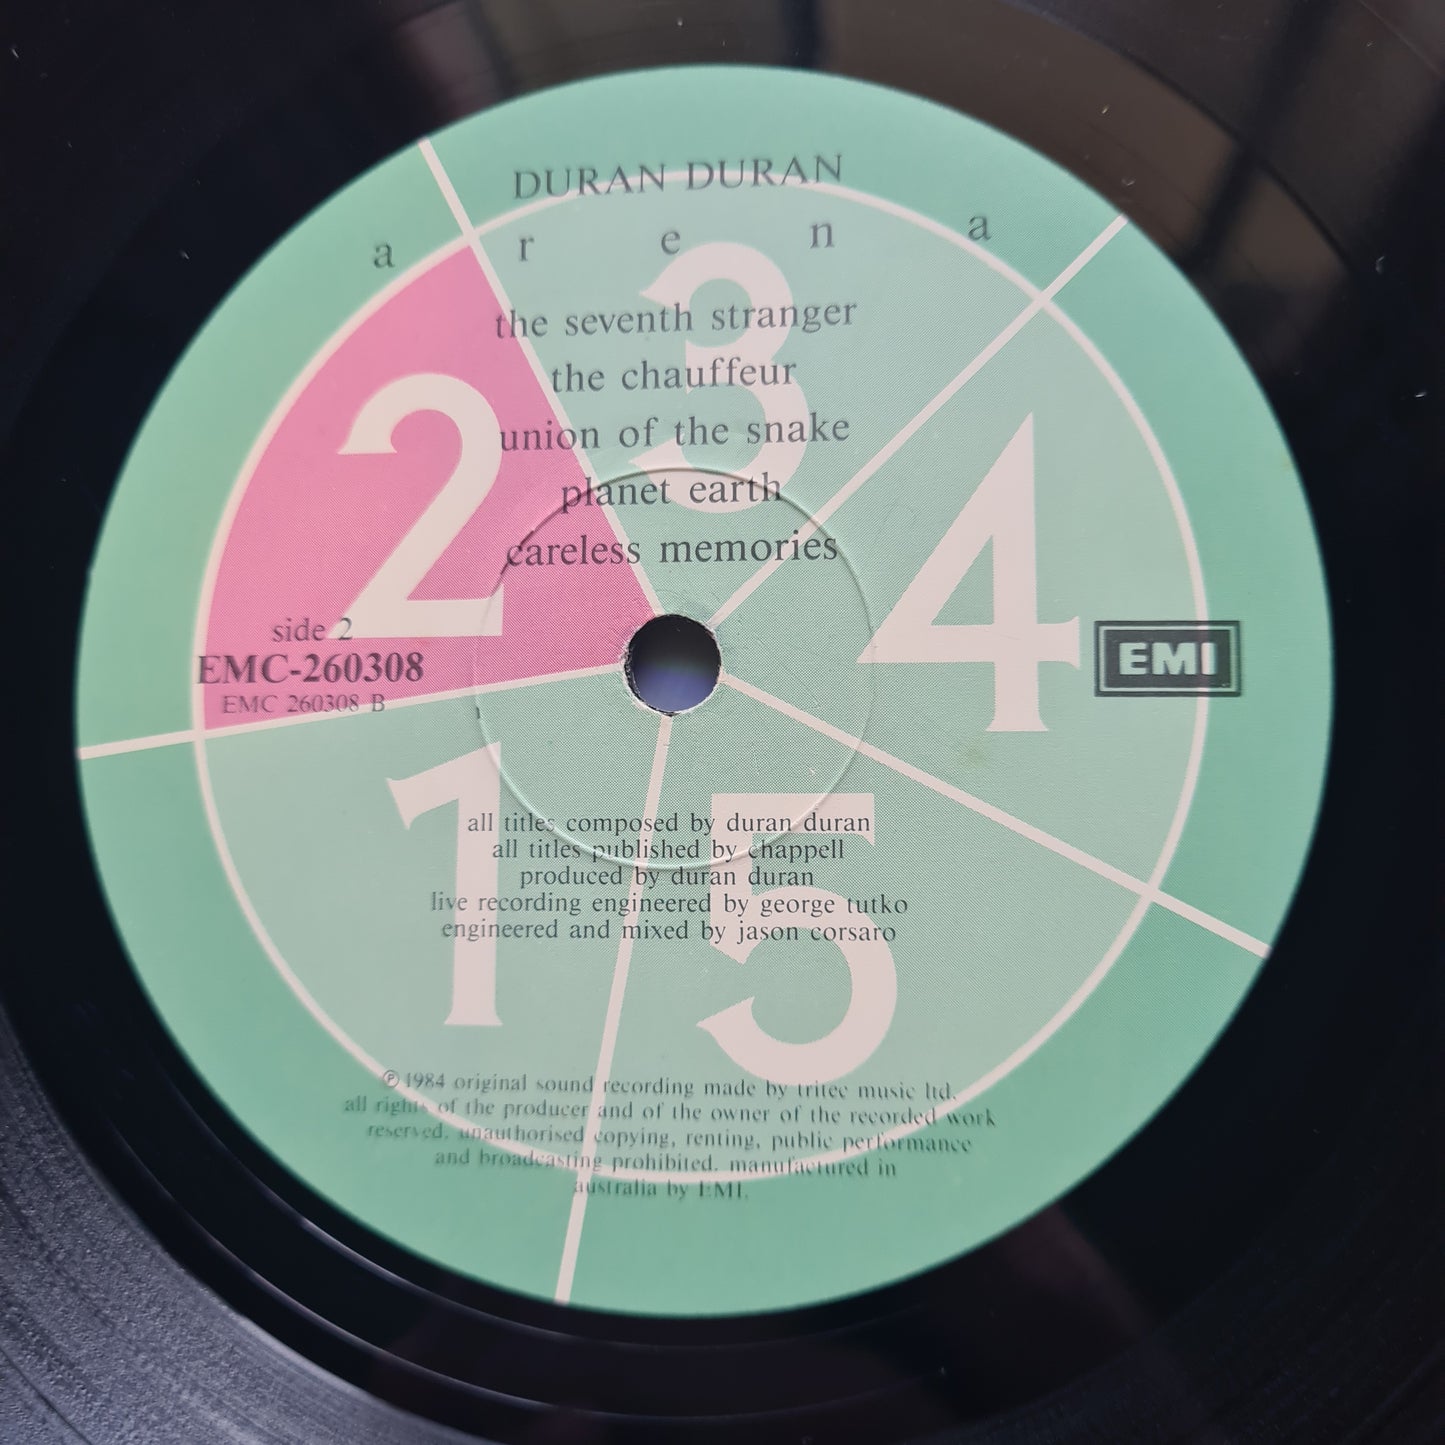 DURAN DURAN
a r e n a
the seventh stranger
the chauffeur
union of the snake
planet earth
careless memories
3
2
4
side 2
EMC-260308
EMC 260308 B
EMI
1
5
all titles composed by duran duran
all titles published by chappell
produced by duran duran
live recording engineered by george tutko
engineered and mixed by jason corsaro
℗ 1984 original sound recording made by tritec music ltd.
all rights of the producer and of the owner of the recorded work
reserved. unauthorised copying, renting, public performance
and broadcasting prohibited. manufactured in
australia by EMI.